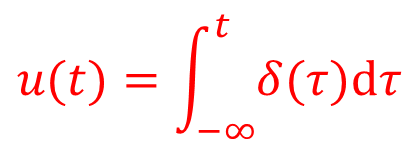 u(t) = ∫_{-∞}^{t} δ(τ)dτ